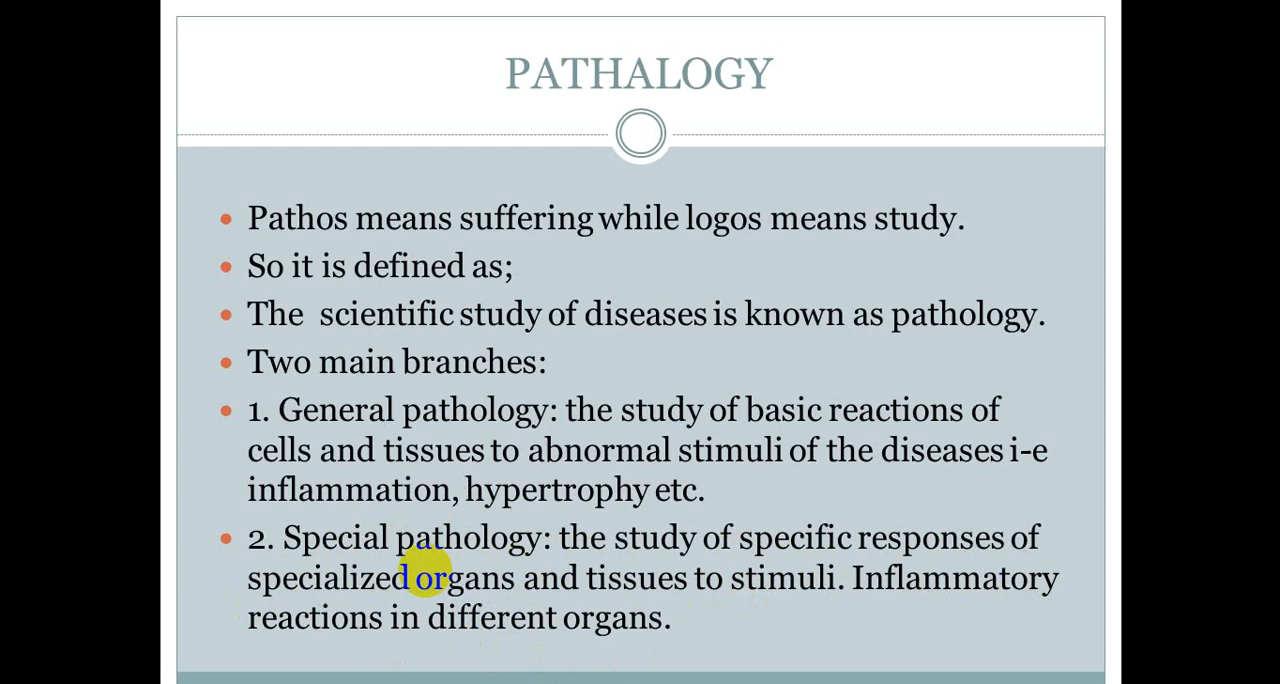 PATHALOGY
• Pathos means suffering while logos means study.
• So it is defined as;
• The scientific study of diseases is known as pathology.
• Two main branches:
• 1. General pathology: the study of basic reactions of
cells and tissues to abnormal stimuli of the diseases i-e
inflammation, hypertrophy etc.
• 2. Special pathology: the study of specific responses of
specialized organs and tissues to stimuli. Inflammatory
reactions in different organs.